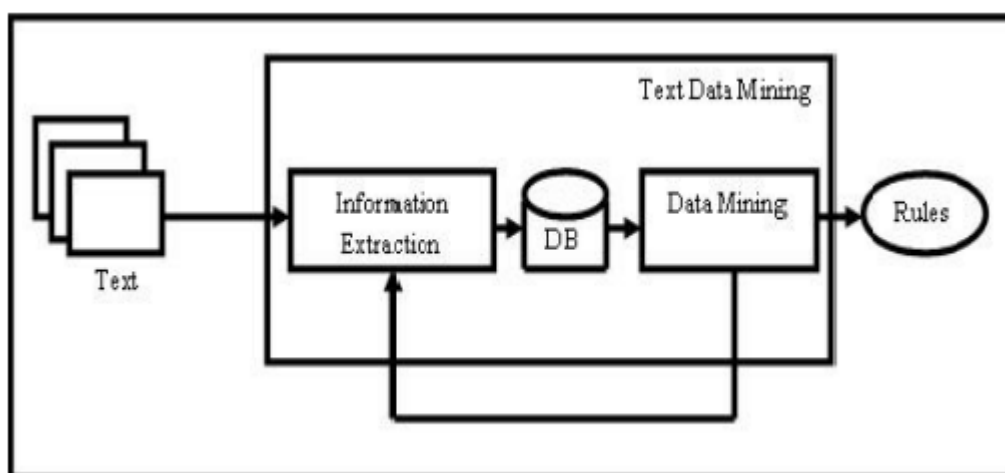 Text Data Mining
Text
Information
Extraction
DB
Data Mining
Rules